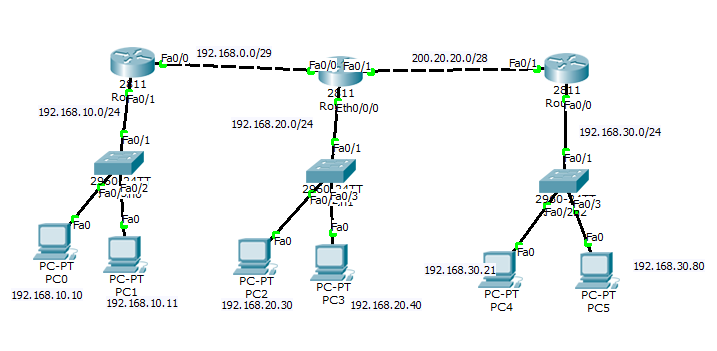 Fa0/0
192.168.0.0/29
Fa0/0
Fa0/1
200.20.20.0/28
Fa0/1
2811
Fa0/1
2811
Eth0/0/0
2811
Fa0/0
192.168.10.0/24
192.168.20.0/24
192.168.30.0/24
Fa0/1
Fa0/1
Fa0/1
Fa0/2
Fa0/3
Fa0/3
Fa0
Fa0
Fa0
Fa0
Fa0
Fa0
PC-PT
PC0
192.168.10.10
PC-PT
PC1
192.168.10.11
PC-PT
PC2
192.168.20.30
PC-PT
PC3
192.168.20.40
192.168.30.21
PC-PT
PC4
192.168.30.80
PC-PT
PC5